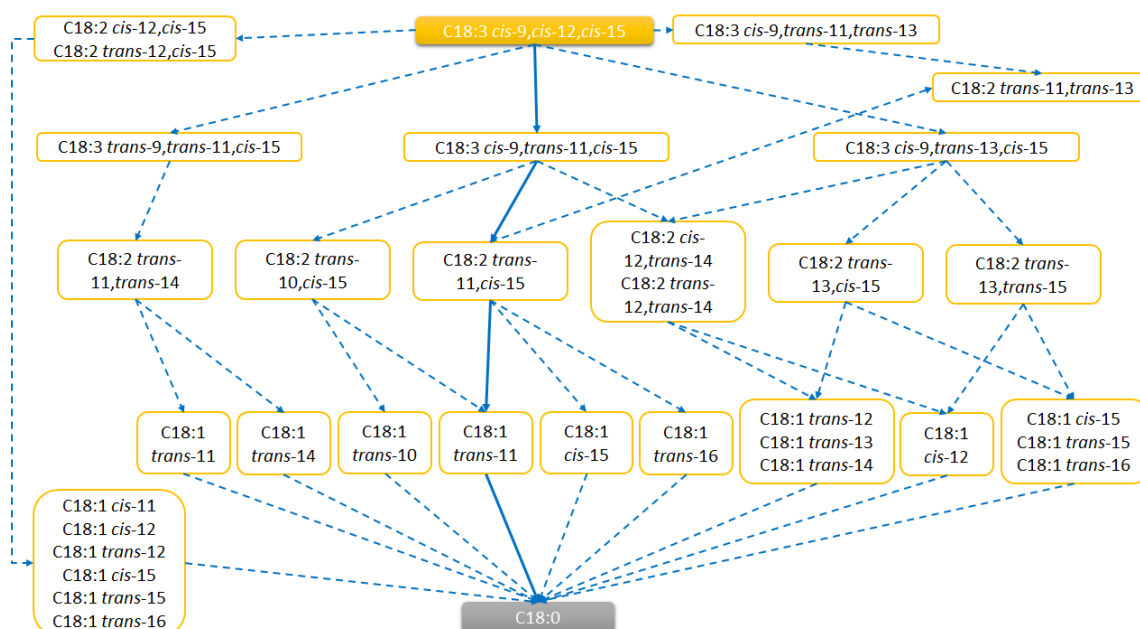 C18:2 cis-12,cis-15
C18:2 trans-12,cis-15
C18:3 cis-9,cis-12,cis-15
C18:3 cis-9,trans-11,trans-13
C18:2 trans-11,trans-13
C18:3 trans-9,trans-11,cis-15
C18:3 cis-9,trans-11,cis-15
C18:3 cis-9,trans-13,cis-15
C18:2 trans-
11,trans-14
C18:2 trans-
10,cis-15
C18:2 trans-
11,cis-15
C18:2 cis-
12,trans-14
C18:2 trans-
12,trans-14
C18:2 trans-
13,cis-15
C18:2 trans-
13,trans-15
C18:1
trans-11
C18:1
trans-14
C18:1
trans-10
C18:1
trans-11
C18:1
cis-15
C18:1
trans-16
C18:1 trans-12
C18:1 trans-13
C18:1 trans-14
C18:1
cis-12
C18:1 cis-15
C18:1 trans-15
C18:1 trans-16
C18:1 cis-11
C18:1 cis-12
C18:1 trans-12
C18:1 cis-15
C18:1 trans-15
C18:1 trans-16
C18:0